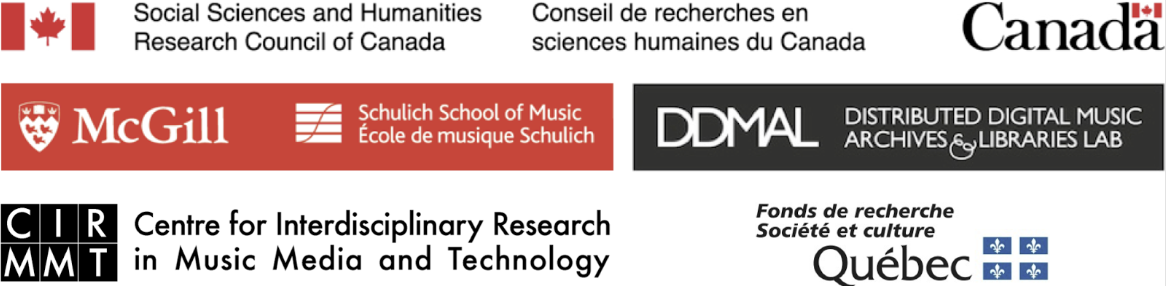 Social Sciences and Humanities
Research Council of Canada
Conseil de recherches en
sciences humaines du Canada
Canada
McGill
Schulich School of Music
École de musique Schulich
DDMAL
DISTRIBUTED DIGITAL MUSIC
ARCHIVES & LIBRARIES LAB
CIR
MMT
Centre for Interdisciplinary Research
in Music Media and Technology
Fonds de recherche
Société et culture
Québec